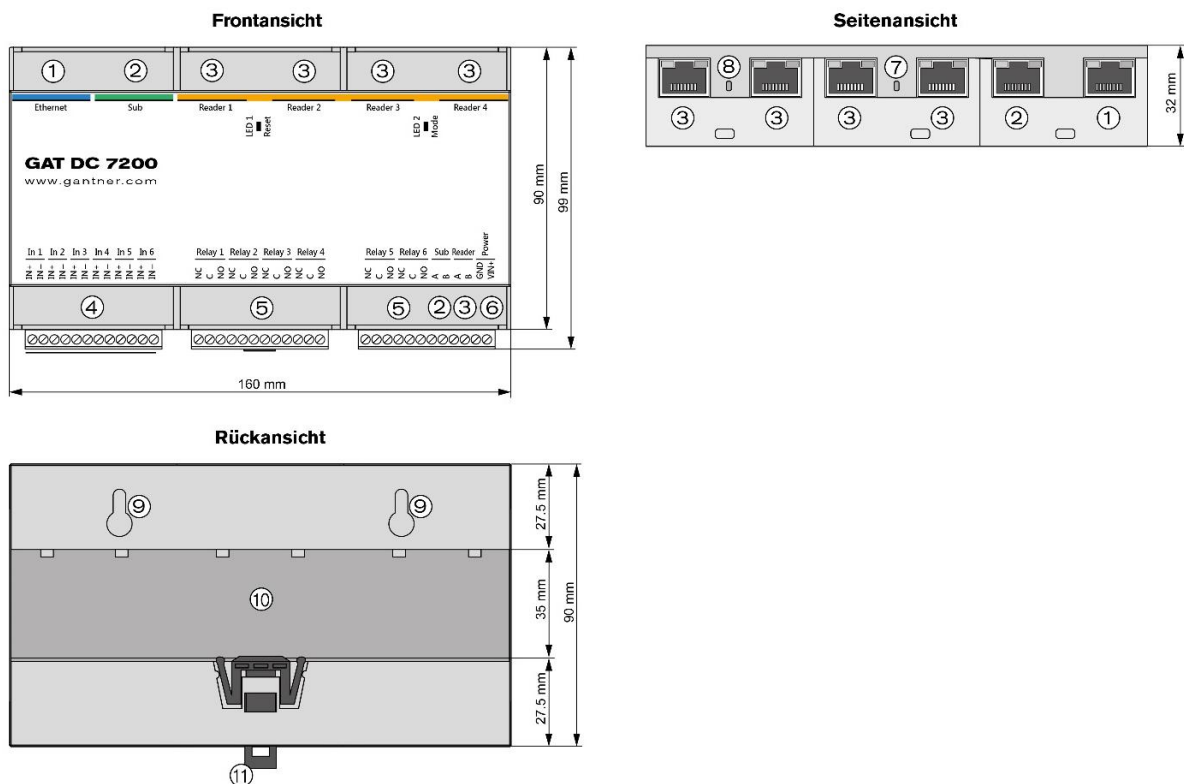 Frontansicht
① ② ③ ③ ③ ③
Ethernet Sub Reader 1 Reader 2 Reader 3 Reader 4
LED 1 Reset LED 2 Mode
GAT DC 7200
www.gantner.com
In 1 In 2 In 3 In 4 In 5 In 6 Relay 1 Relay 2 Relay 3 Relay 4 Relay 5 Relay 6 Sub Reader Power
IN+ IN− IN+ IN− IN+ IN− IN+ IN− IN+ IN− IN+ IN− NC C NO NC C NO NC C NO NC C NO NC C NO NC C NO A B A B GND VIN+
④ ⑤ ⑤ ② ③ ⑥
90 mm
99 mm
160 mm
Seitenansicht
⑧ ⑦
③ ③ ③ ③ ② ①
32 mm
Rückansicht
⑨ ⑨
⑩
⑪
27.5 mm
35 mm
27.5 mm
90 mm